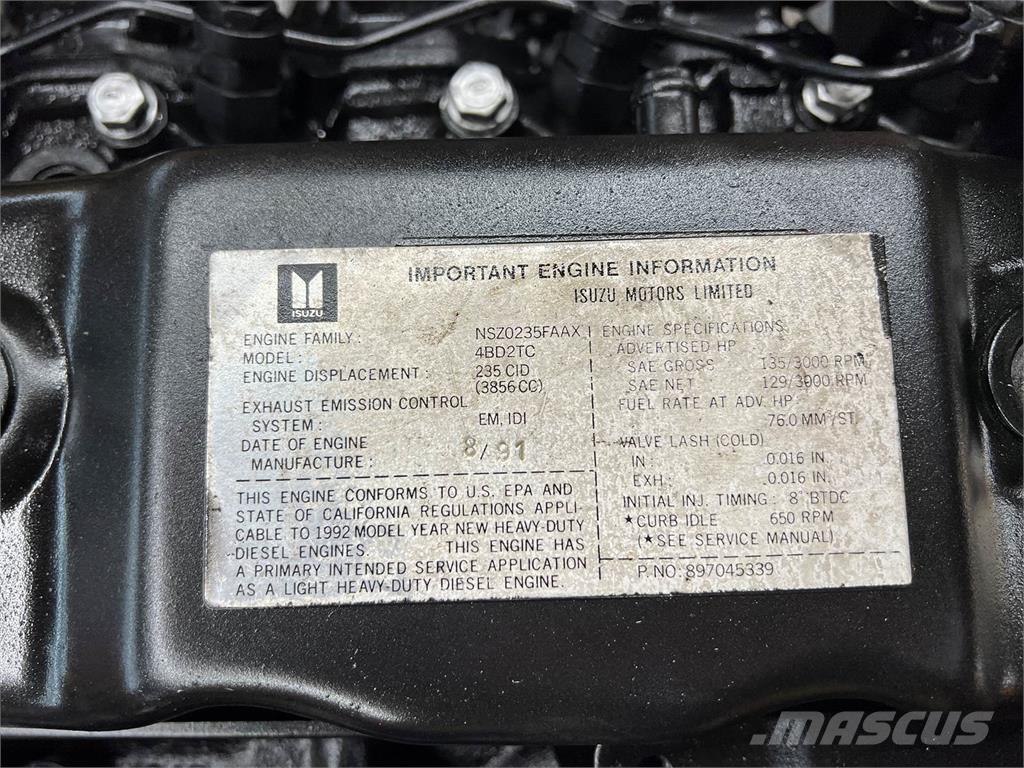 ISUZU
IMPORTANT ENGINE INFORMATION
ISUZU MOTORS LIMITED
ENGINE FAMILY : NSZ0235FAAX
MODEL : 4BD2TC
ENGINE DISPLACEMENT : 235 CID
(3856 CC)
EXHAUST EMISSION CONTROL
SYSTEM : EM, IDI
DATE OF ENGINE
MANUFACTURE : 8/91
THIS ENGINE CONFORMS TO U.S. EPA AND
STATE OF CALIFORNIA REGULATIONS APPLI-
CABLE TO 1992 MODEL YEAR NEW HEAVY-DUTY
DIESEL ENGINES. THIS ENGINE HAS
A PRIMARY INTENDED SERVICE APPLICATION
AS A LIGHT HEAVY-DUTY DIESEL ENGINE.
ENGINE SPECIFICATIONS
ADVERTISED HP
SAE GROSS 135/3000 RPM
SAE NET 129/3000 RPM
FUEL RATE AT ADV. HP :
76.0 MM³/ST.
VALVE LASH (COLD)
IN : 0.016 IN.
EXH : 0.016 IN.
INITIAL INJ. TIMING : 8° BTDC
★CURB IDLE 650 RPM
(★SEE SERVICE MANUAL)
P.NO : 897045339
MASCUS